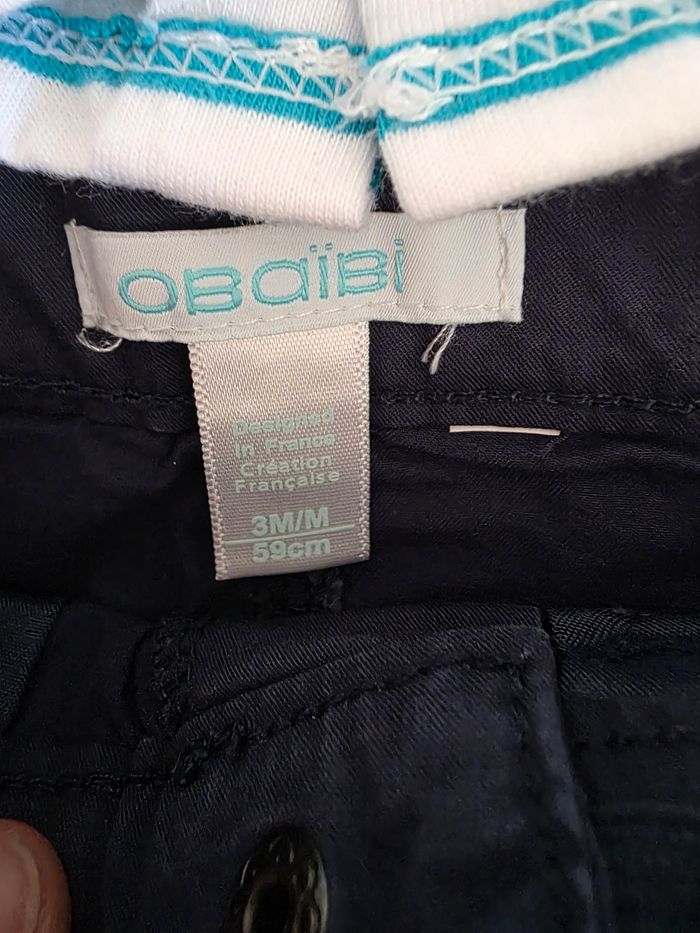 OBaïBi
Designed
in France
Création
Française
3M/M
59cm